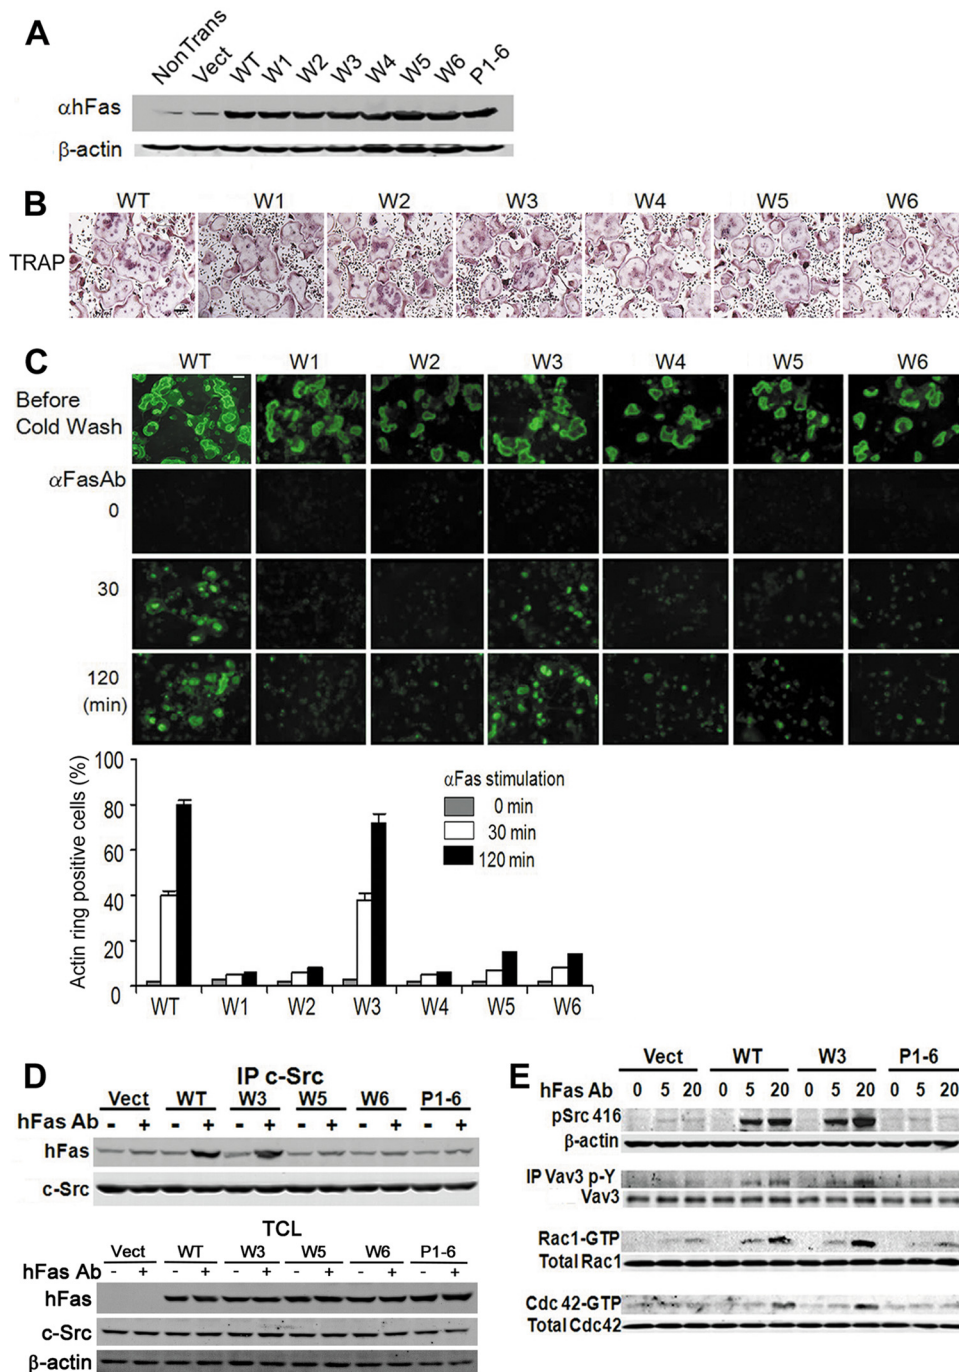 A
NonTrans Vect WT W1 W2 W3 W4 W5 W6 P1-6
αhFas
β-actin
B
WT W1 W2 W3 W4 W5 W6
TRAP
C
WT W1 W2 W3 W4 W5 W6
Before
Cold Wash
αFasAb
0
30
120
(min)
Actin ring positive cells (%)
100
80
60
40
20
0
αFas stimulation
0 min
30 min
120 min
WT W1 W2 W3 W4 W5 W6
D
IP c-Src
Vect WT W3 W5 W6 P1-6
hFas Ab - + - + - + - + - + - +
hFas
c-Src
TCL
Vect WT W3 W5 W6 P1-6
hFas Ab - + - + - + - + - + - +
hFas
c-Src
β-actin
E
Vect WT W3 P1-6
hFas Ab 0 5 20 0 5 20 0 5 20 0 5 20
pSrc 416
β-actin
IP Vav3 p-Y
Vav3
Rac1-GTP
Total Rac1
Cdc 42-GTP
Total Cdc42